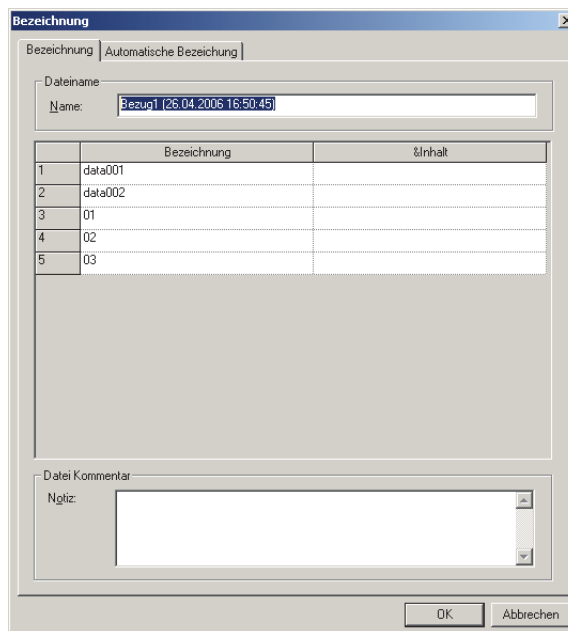 Bezeichnung
Bezeichnung Automatische Bezeichung
Dateiname
Name: Bezug1 (26.04.2006 16:50:45)
Bezeichnung &Inhalt
1 data001
2 data002
3 01
4 02
5 03
Datei Kommentar
Notiz:
OK Abbrechen